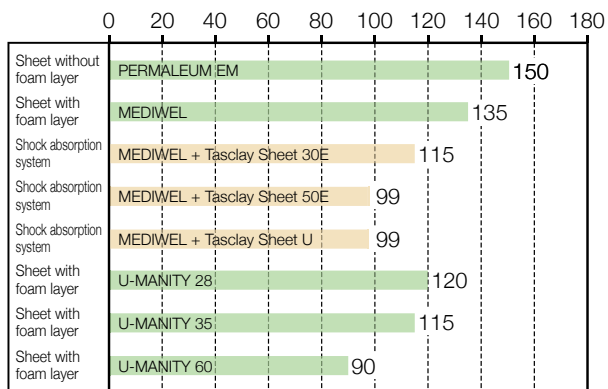 0 20 40 60 80 100 120 140 160 180
Sheet without
foam layer
PERMALEUM EM
150
Sheet with
foam layer
MEDIWEL
135
Shock absorption
system
MEDIWEL + Tasclay Sheet 30E
115
Shock absorption
system
MEDIWEL + Tasclay Sheet 50E
99
Shock absorption
system
MEDIWEL + Tasclay Sheet U
99
Sheet with
foam layer
U-MANITY 28
120
Sheet with
foam layer
U-MANITY 35
115
Sheet with
foam layer
U-MANITY 60
90